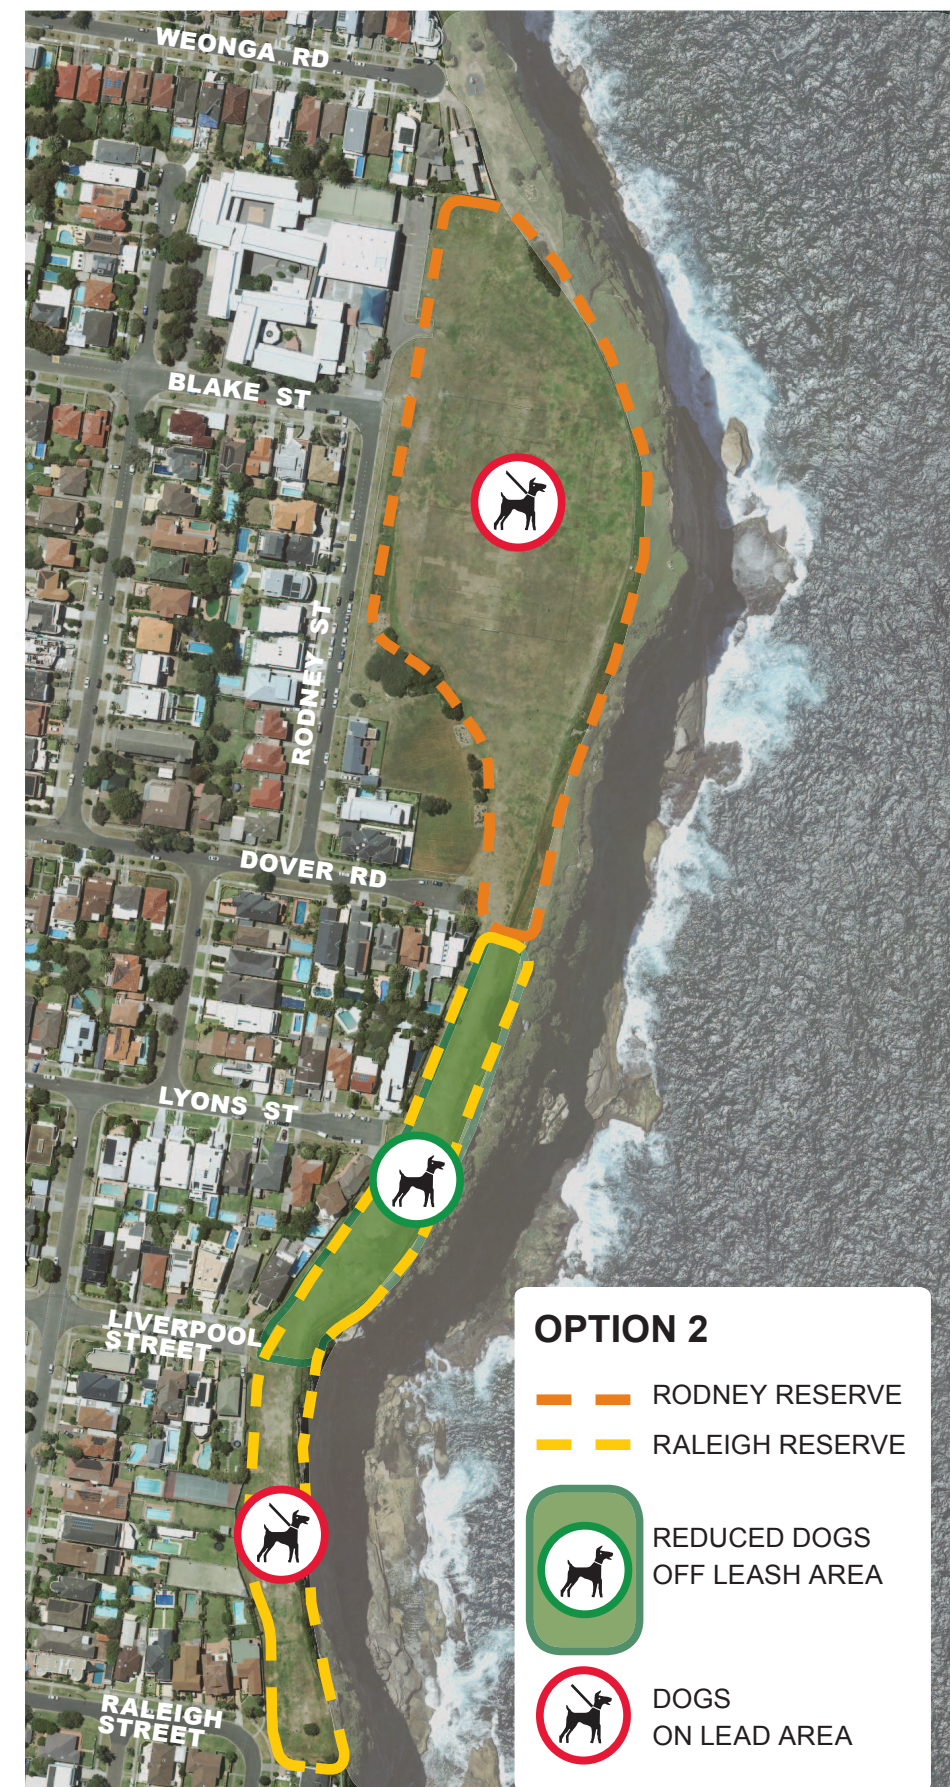 WEONGA RD
BLAKE ST
RODNEY ST
DOVER RD
LYONS ST
LIVERPOOL
STREET
RALEIGH
STREET
OPTION 2
RODNEY RESERVE
RALEIGH RESERVE
REDUCED DOGS
OFF LEASH AREA
DOGS
ON LEAD AREA